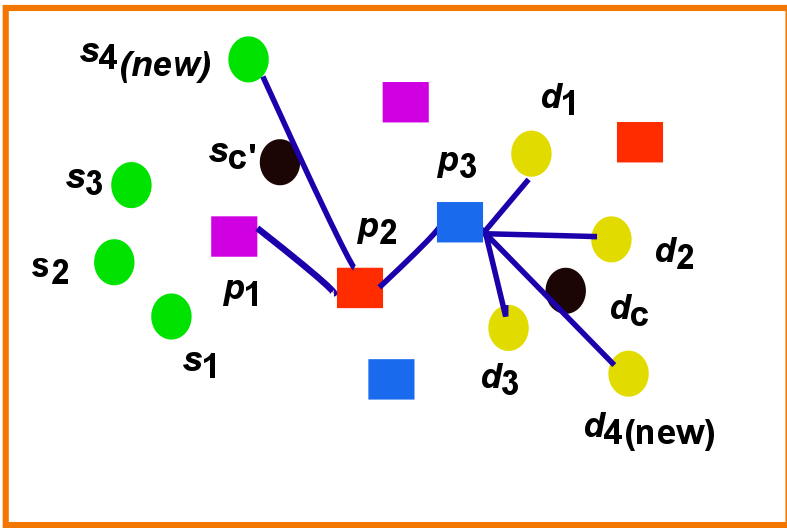 s4(new)
d1
sc'
p3
s3
p2
d2
s2
p1
dc
s1
d3
d4(new)